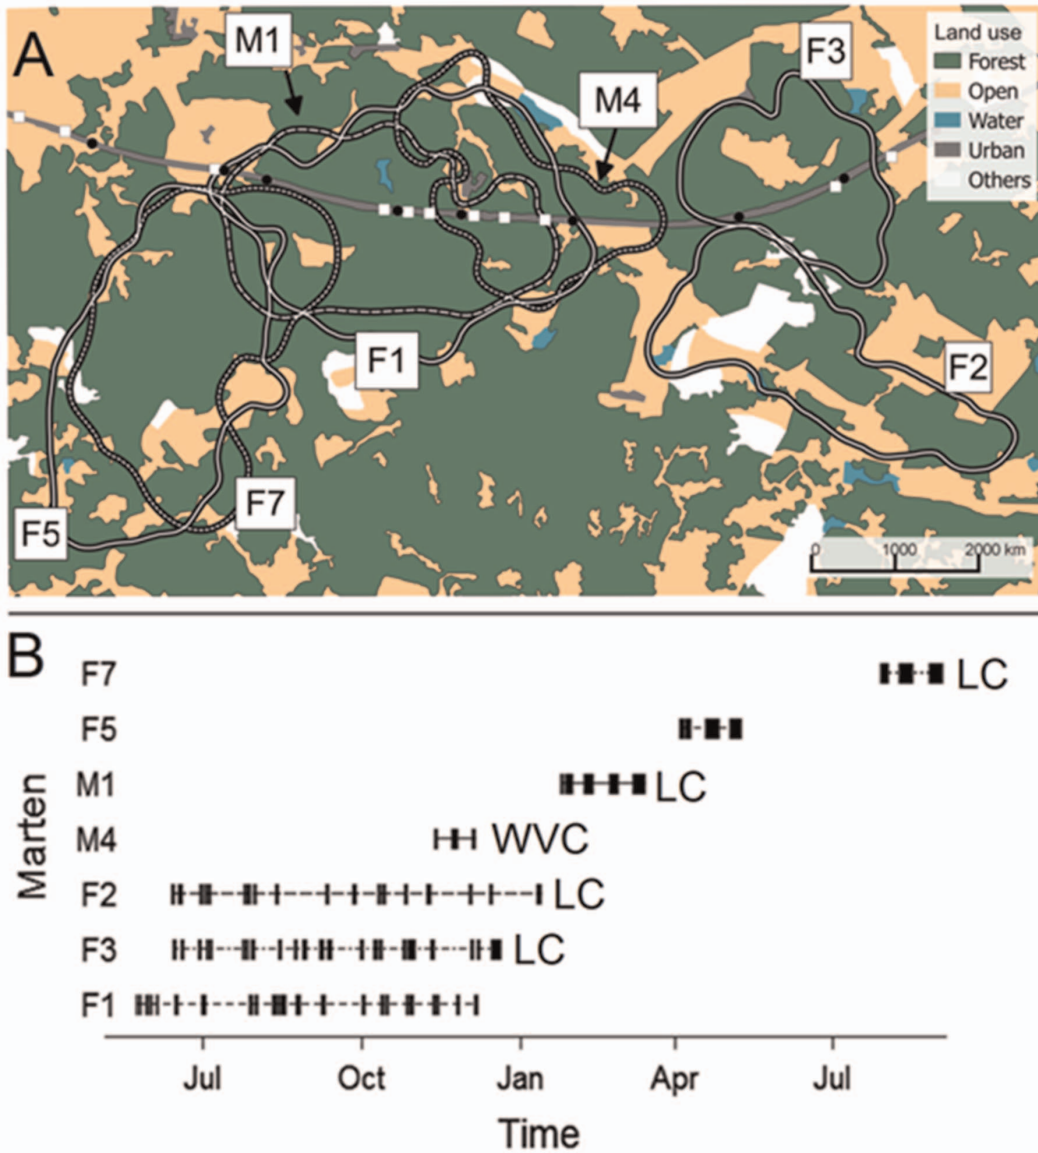 A
M1
M4
F3
Land use
Forest
Open
Water
Urban
Others
F1
F2
F5
F7
0 1000 2000 km
B
F7 LC
F5
M1 LC
M4 WVC
F2 LC
F3 LC
F1
Marten
Jul Oct Jan Apr Jul
Time